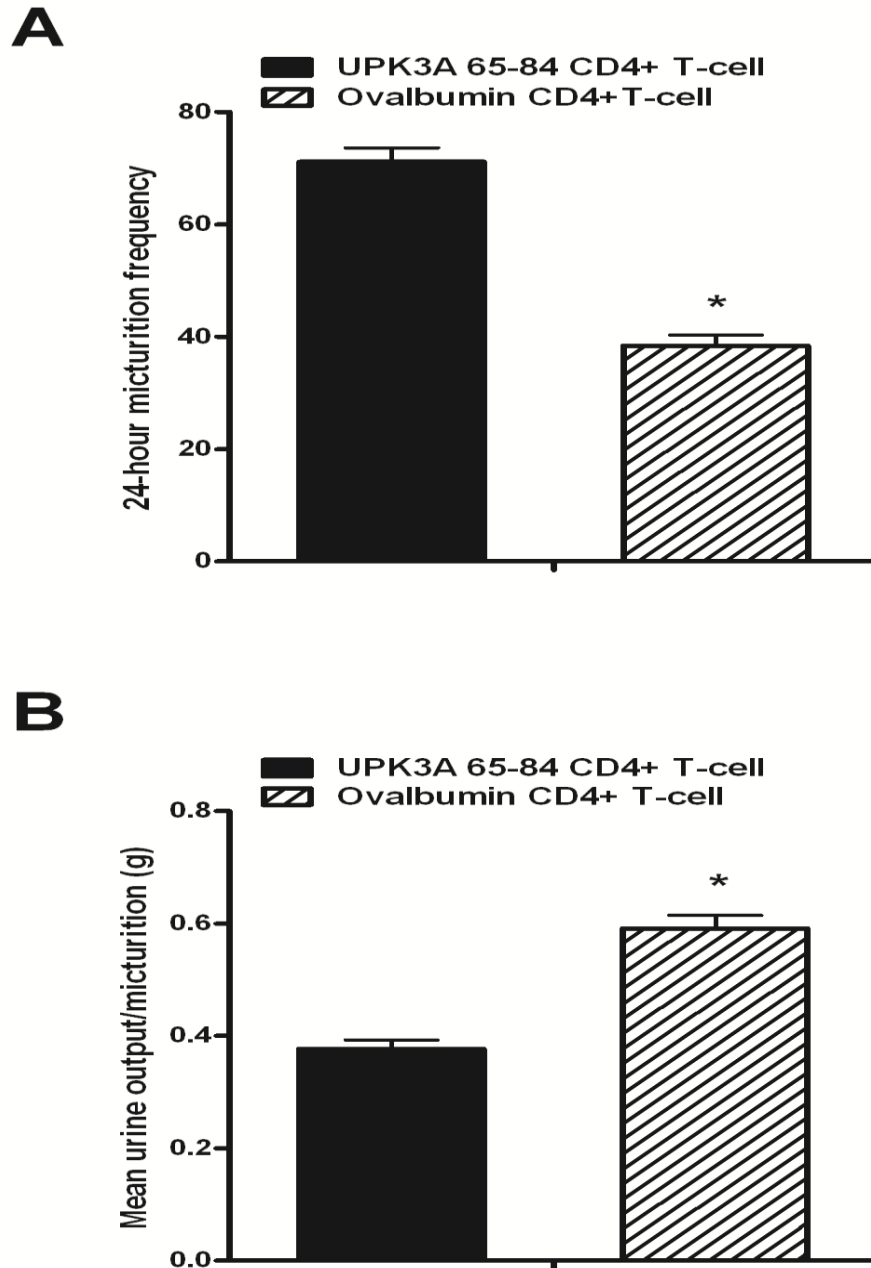 A
UPK3A 65-84 CD4+ T-cell
Ovalbumin CD4+T-cell
80
60
40
20
0
24-hour micturition frequency
*
B
UPK3A 65-84 CD4+ T-cell
Ovalbumin CD4+ T-cell
0.8
0.6
0.4
0.2
0.0
Mean urine output/micturition (g)
*